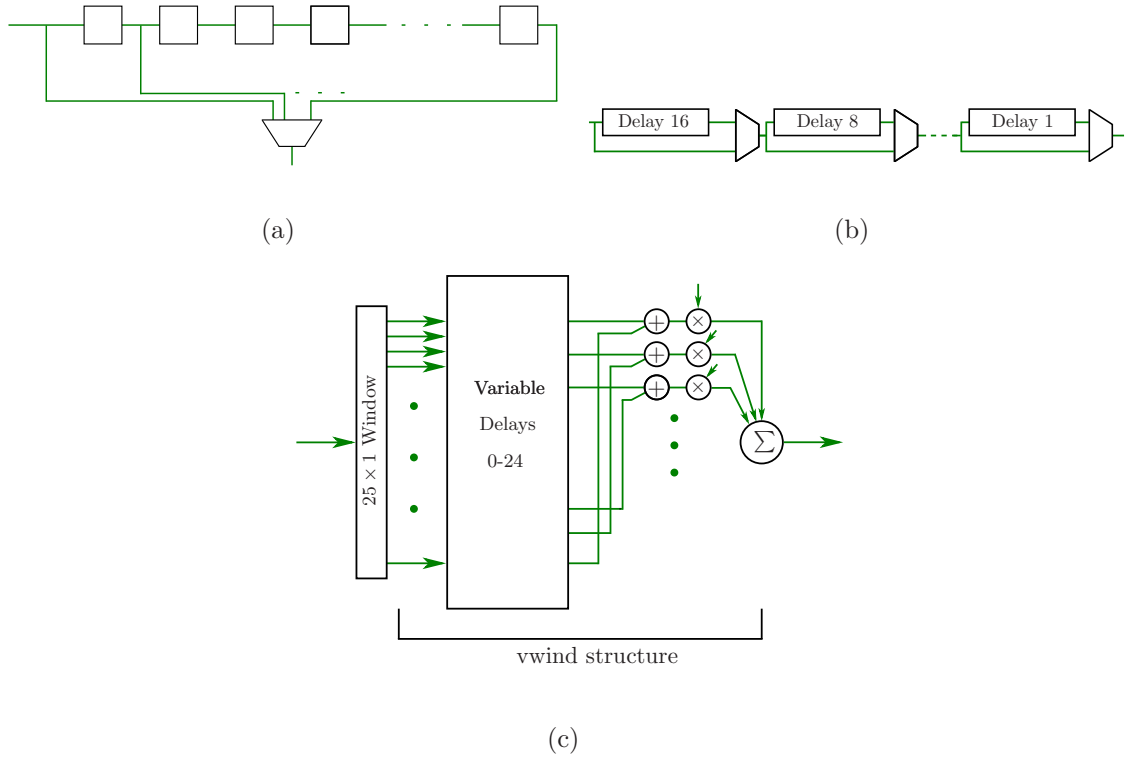 Delay 16
Delay 8
Delay 1
(a)
(b)
25 × 1 Window
Variable
Delays
0-24
+
×
+
×
+
×
Σ
vwind structure
(c)